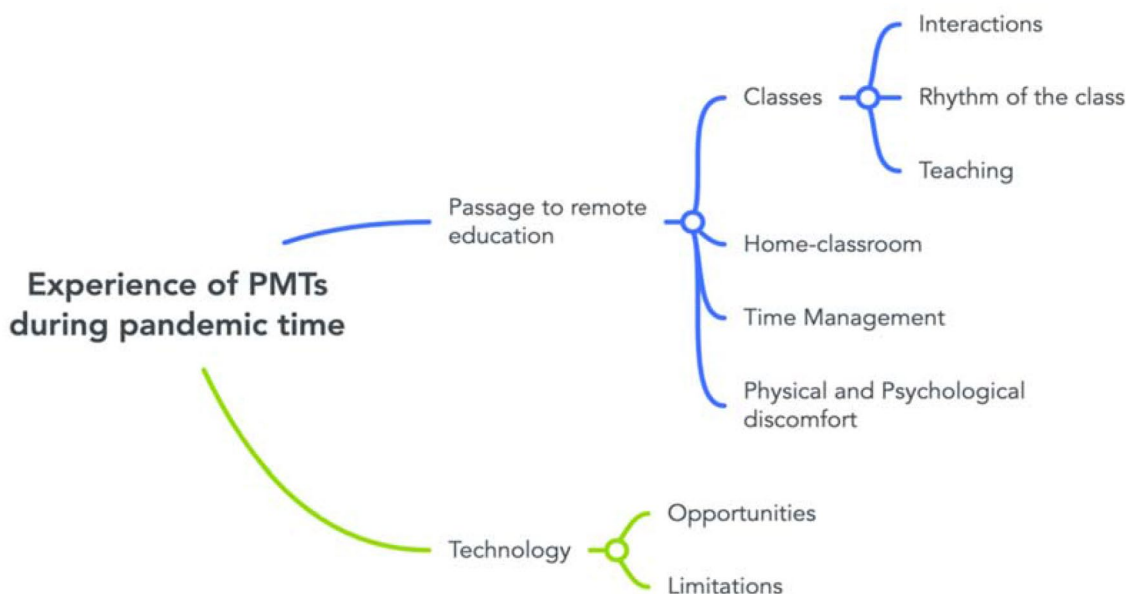 Experience of PMTs
during pandemic time
Passage to remote
education
Classes
Interactions
Rhythm of the class
Teaching
Home-classroom
Time Management
Physical and Psychological
discomfort
Technology
Opportunities
Limitations